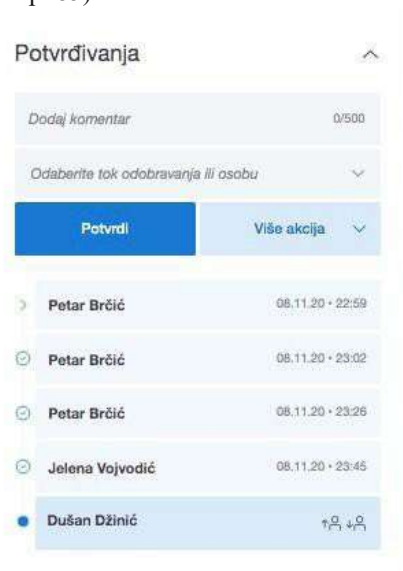 Potvrđivanja
Dodaj komentar 0/500
Odaberite tok odobravanja ili osobu
Potvrdi Više akcija
Petar Brčić 08.11.20 • 22:59
Petar Brčić 08.11.20 • 23:02
Petar Brčić 08.11.20 • 23:26
Jelena Vojvodić 08.11.20 • 23:45
Dušan Džinić